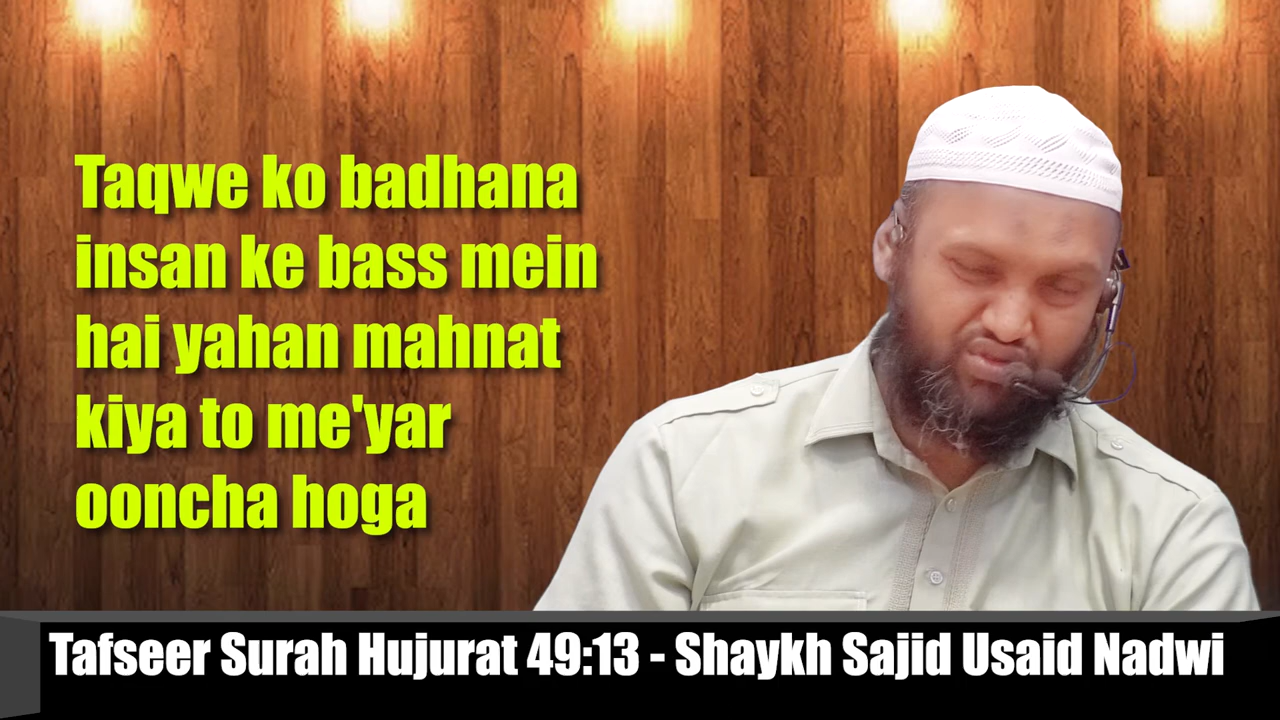 Taqwe ko badhana
insan ke bass mein
hai yahan mahnat
kiya to me'yar
ooncha hoga
Tafseer Surah Hujurat 49:13 - Shaykh Sajid Usaid Nadwi